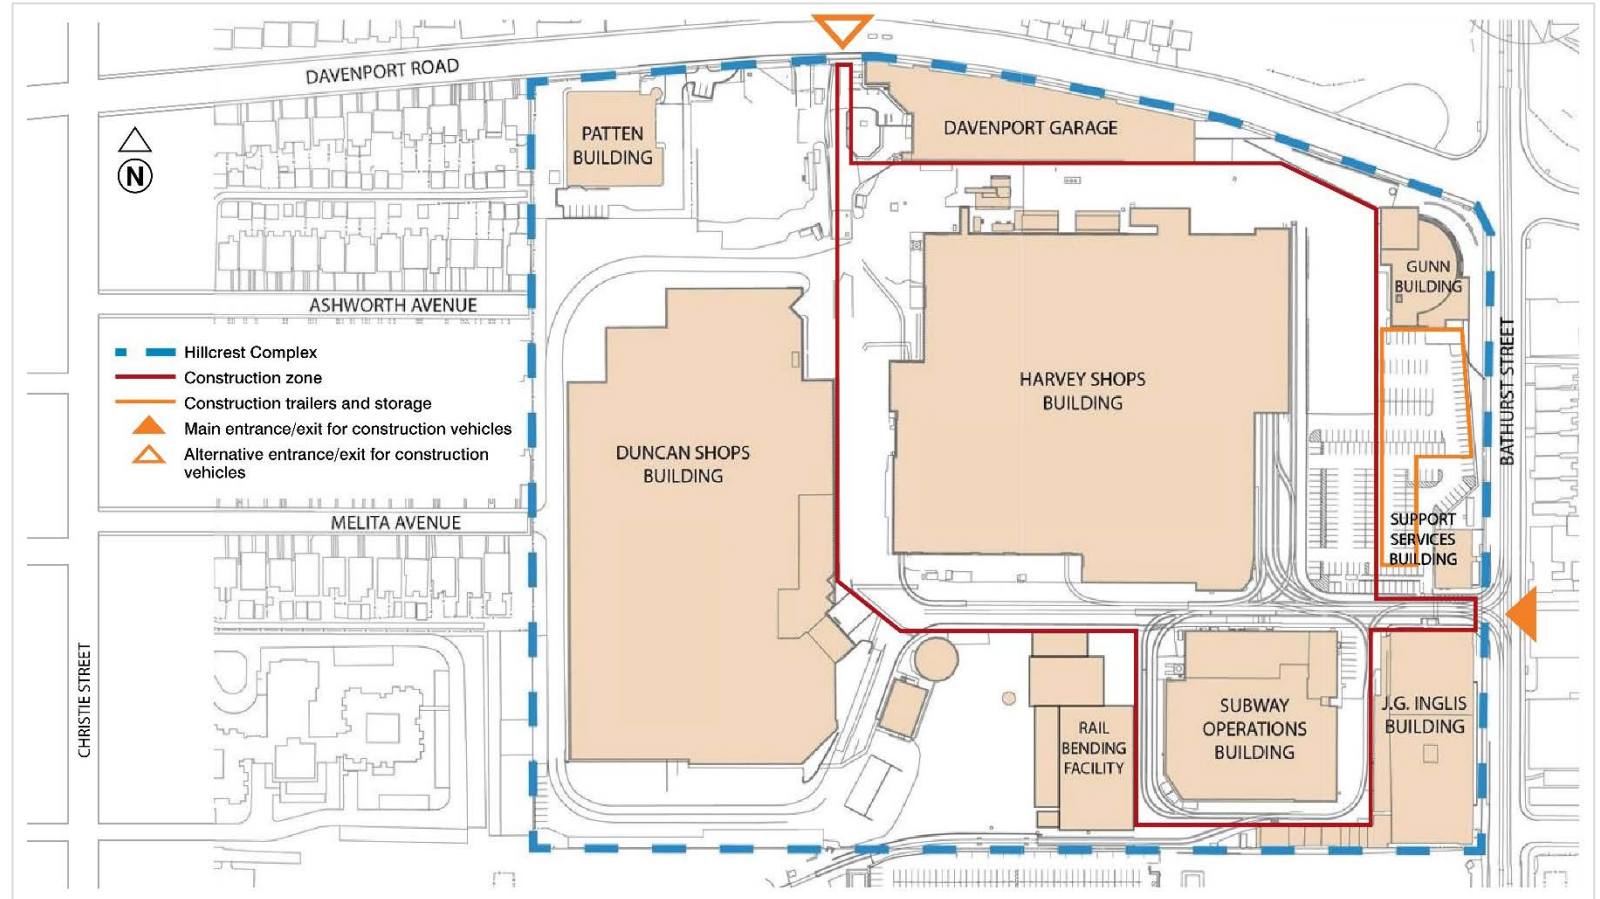 DAVENPORT ROAD
N
PATTEN
BUILDING
DAVENPORT GARAGE
GUNN
BUILDING
ASHWORTH AVENUE
Hillcrest Complex
Construction zone
Construction trailers and storage
Main entrance/exit for construction vehicles
Alternative entrance/exit for construction
vehicles
HARVEY SHOPS
BUILDING
BATHURST STREET
DUNCAN SHOPS
BUILDING
MELITA AVENUE
SUPPORT
SERVICES
BUILDING
CHRISTIE STREET
RAIL
BENDING
FACILITY
SUBWAY
OPERATIONS
BUILDING
J.G. INGLIS
BUILDING